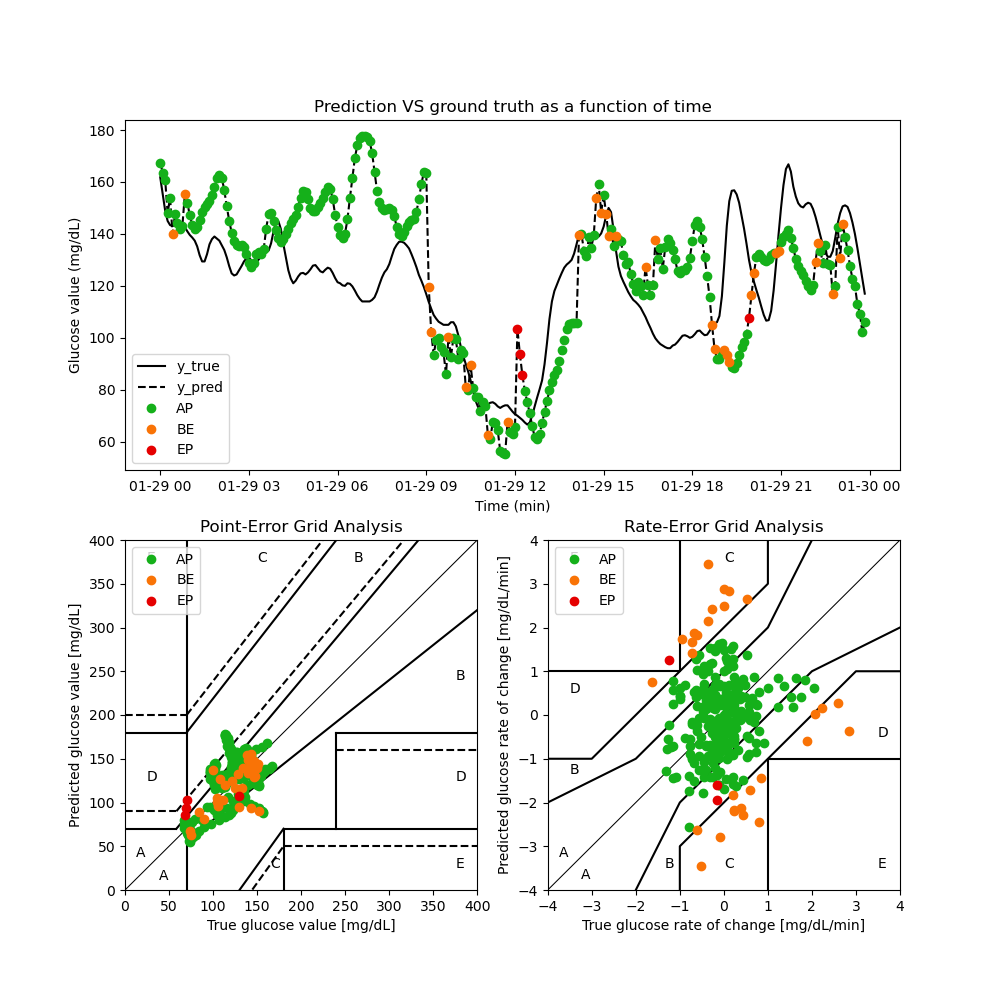 Prediction VS ground truth as a function of time
Glucose value (mg/dL)
180
160
140
120
100
80
60
y_true
y_pred
AP
BE
EP
01-29 00 01-29 03 01-29 06 01-29 09 01-29 12 01-29 15 01-29 18 01-29 21 01-30 00
Time (min)
Point-Error Grid Analysis
Predicted glucose value [mg/dL]
400
350
300
250
200
150
100
50
0
AP
BE
EP
C B
B
D D
A
A
C E
0 50 100 150 200 250 300 350 400
True glucose value [mg/dL]
Rate-Error Grid Analysis
Predicted glucose rate of change [mg/dL/min]
4
3
2
1
0
−1
−2
−3
−4
AP
BE
EP
C
D
D
B
A
A
B C E
−4 −3 −2 −1 0 1 2 3 4
True glucose rate of change [mg/dL/min]